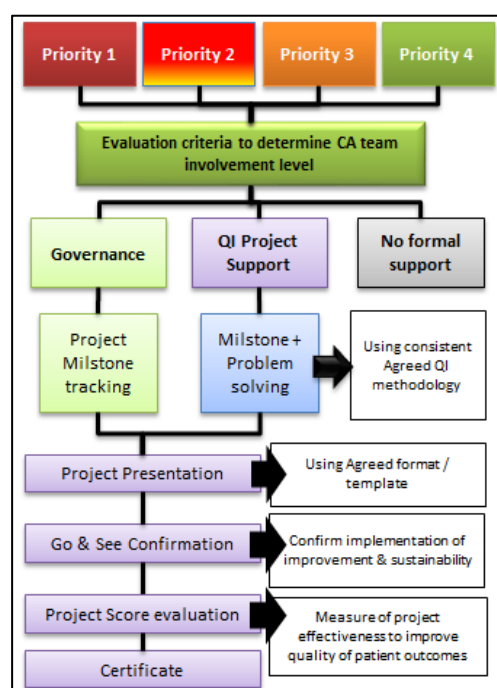 Priority 1
Priority 2
Priority 3
Priority 4
Evaluation criteria to determine CA team
involvement level
Governance
QI Project
Support
No formal
support
Project
Milstone
tracking
Milstone +
Problem
solving
Using consistent
Agreed QI
methodology
Project Presentation
Using Agreed format /
template
Go & See Confirmation
Confirm implementation of
improvement & sustainability
Project Score evaluation
Measure of project
effectiveness to improve
quality of patient outcomes
Certificate